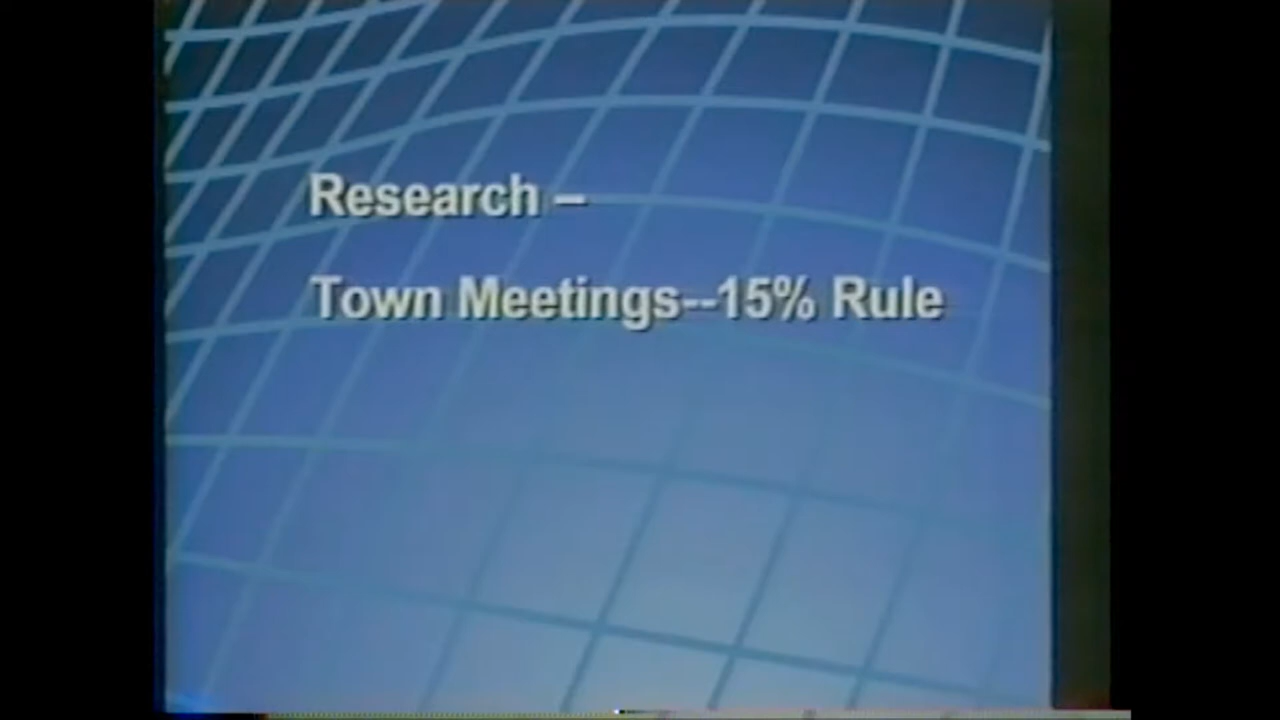 Research –
Town Meetings--15% Rule